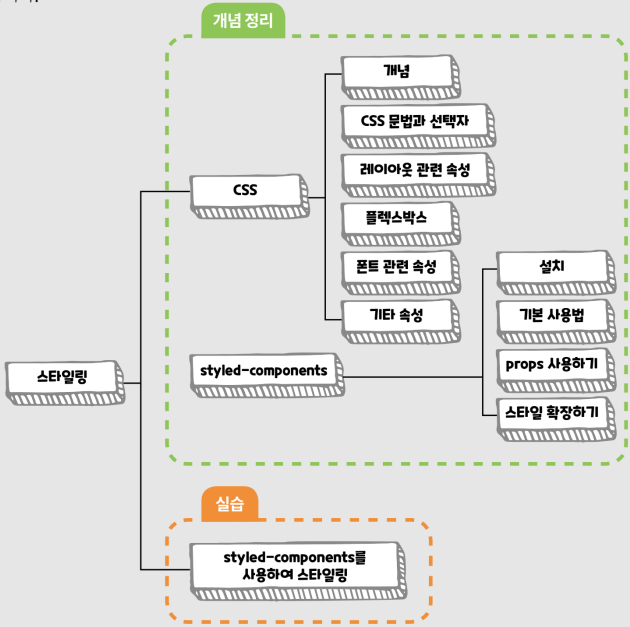 개념 정리
개념
CSS 문법과 선택자
레이아웃 관련 속성
CSS
플렉스박스
폰트 관련 속성
기타 속성
설치
기본 사용법
styled-components
props 사용하기
스타일 확장하기
스타일링
실습
styled-components를
사용하여 스타일링